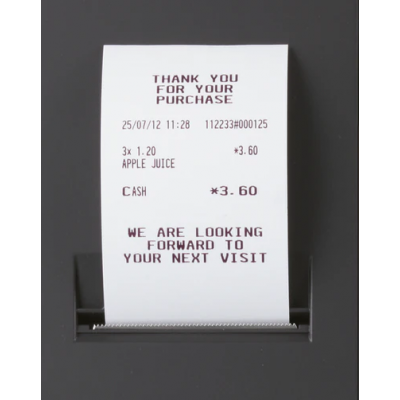 THANK YOU
FOR YOUR
PURCHASE
25/07/12 11:28 112233#000125
3x 1.20 *3.60
APPLE JUICE
CASH *3.60
WE ARE LOOKING
FORWARD TO
YOUR NEXT VISIT